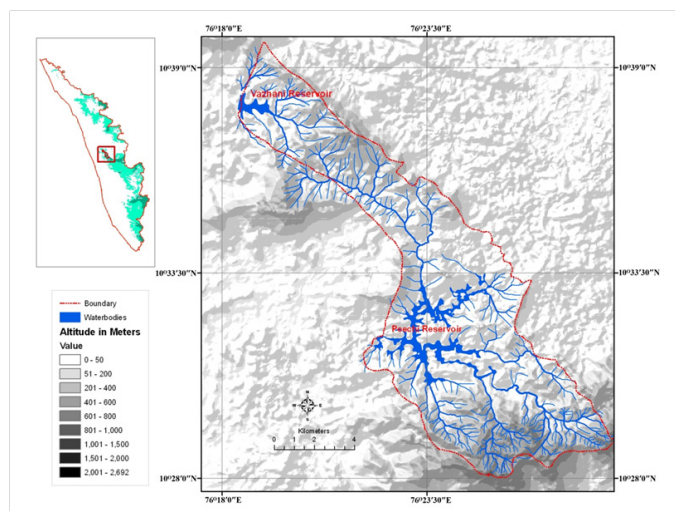 76°18'0"E
76°23'30"E
10°39'0"N
10°39'0"N
Vazhani Reservoir
10°33'30"N
10°33'30"N
Peechi Reservoir
Boundary
Waterbodies
Altitude in Meters
Value
0 - 50
51 - 200
201 - 400
401 - 600
601 - 800
801 - 1,000
1,001 - 1,500
1,501 - 2,000
2,001 - 2,692
Kilometers
0 1 2 4
10°28'0"N
10°28'0"N
76°18'0"E
76°23'30"E